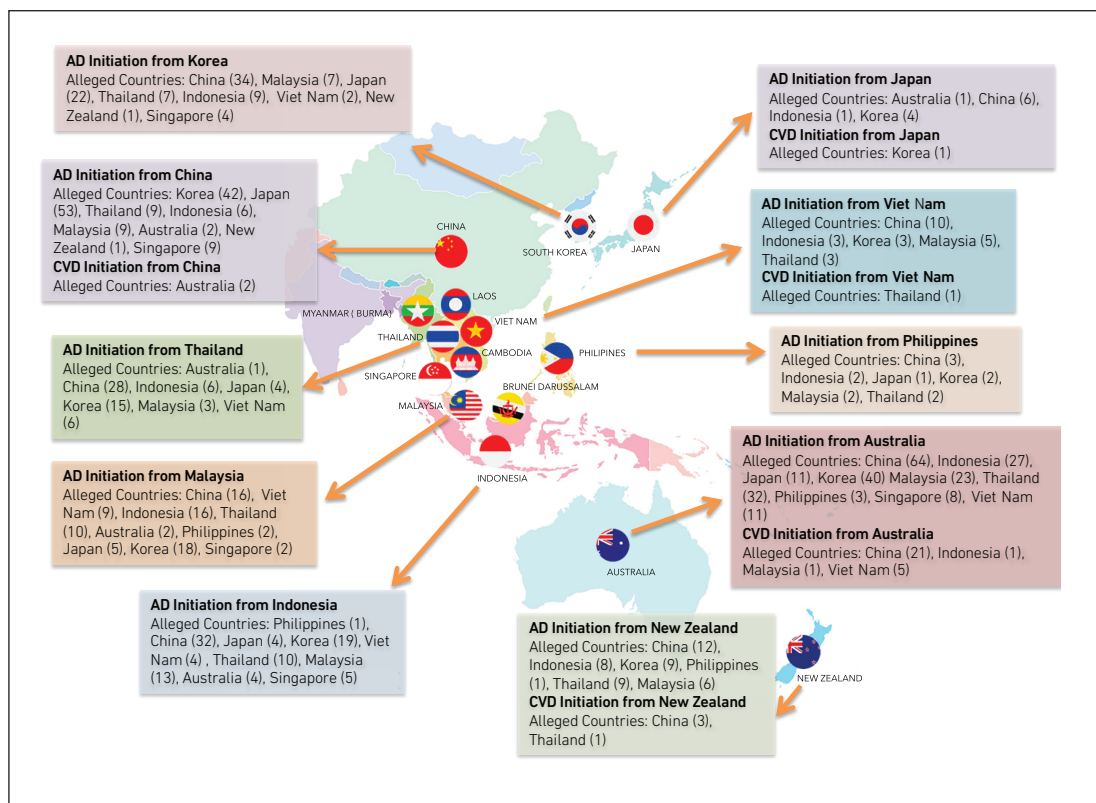 AD Initiation from Korea
Alleged Countries: China (34), Malaysia (7), Japan
(22), Thailand (7), Indonesia (9), Viet Nam (2), New
Zealand (1), Singapore (4)
AD Initiation from Japan
Alleged Countries: Australia (1), China (6),
Indonesia (1), Korea (4)
CVD Initiation from Japan
Alleged Countries: Korea (1)
AD Initiation from China
Alleged Countries: Korea (42), Japan
(53), Thailand (9), Indonesia (6),
Malaysia (9), Australia (2), New
Zealand (1), Singapore (9)
CVD Initiation from China
Alleged Countries: Australia (2)
AD Initiation from Viet Nam
Alleged Countries: China (10),
Indonesia (3), Korea (3), Malaysia (5),
Thailand (3)
CVD Initiation from Viet Nam
Alleged Countries: Thailand (1)
CHINA
SOUTH KOREA
JAPAN
LAOS
MYANMAR ( BURMA)
VIET NAM
THAILAND
CAMBODIA
PHILIPINES
SINGAPORE
BRUNEI DARUSSALAM
MALAYSIA
INDONESIA
AUSTRALIA
NEW ZEALAND
AD Initiation from Thailand
Alleged Countries: Australia (1),
China (28), Indonesia (6), Japan (4),
Korea (15), Malaysia (3), Viet Nam
(6)
AD Initiation from Philippines
Alleged Countries: China (3),
Indonesia (2), Japan (1), Korea (2),
Malaysia (2), Thailand (2)
AD Initiation from Malaysia
Alleged Countries: China (16), Viet
Nam (9), Indonesia (16), Thailand
(10), Australia (2), Philippines (2),
Japan (5), Korea (18), Singapore (2)
AD Initiation from Australia
Alleged Countries: China (64), Indonesia (27),
Japan (11), Korea (40) Malaysia (23), Thailand
(32), Philippines (3), Singapore (8), Viet Nam
(11)
CVD Initiation from Australia
Alleged Countries: China (21), Indonesia (1),
Malaysia (1), Viet Nam (5)
AD Initiation from Indonesia
Alleged Countries: Philippines (1),
China (32), Japan (4), Korea (19), Viet
Nam (4) , Thailand (10), Malaysia
(13), Australia (4), Singapore (5)
AD Initiation from New Zealand
Alleged Countries: China (12),
Indonesia (8), Korea (9), Philippines
(1), Thailand (9), Malaysia (6)
CVD Initiation from New Zealand
Alleged Countries: China (3),
Thailand (1)